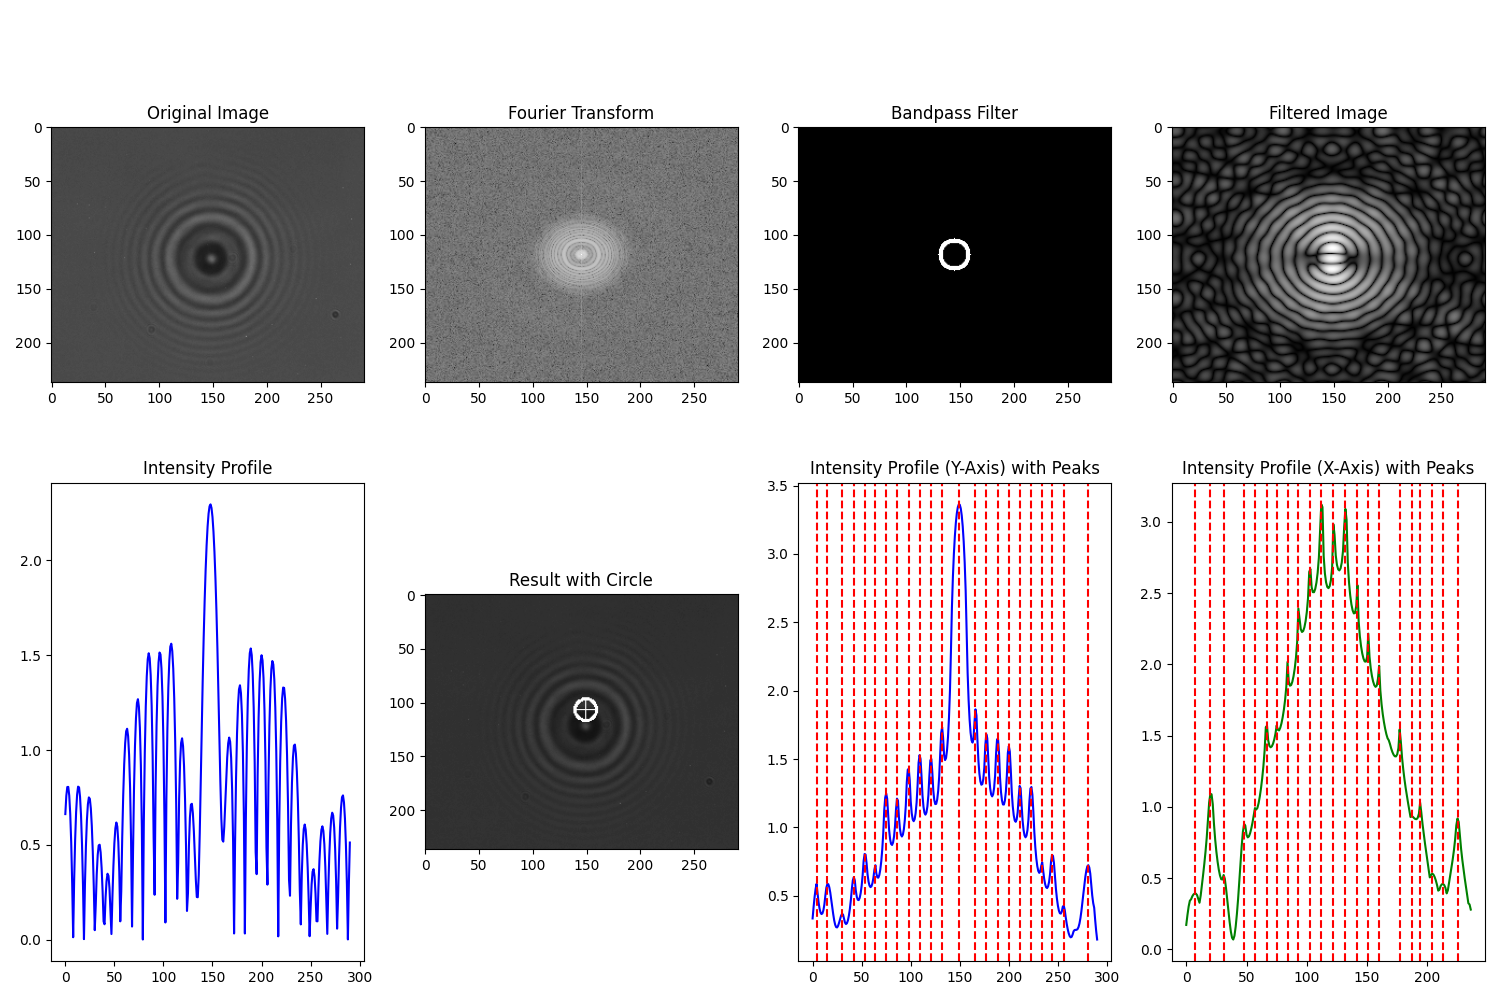 Original Image
Fourier Transform
Bandpass Filter
Filtered Image
0
50
100
150
200
0 50 100 150 200 250
0
50
100
150
200
0 50 100 150 200 250
0
50
100
150
200
0 50 100 150 200 250
0
50
100
150
200
0 50 100 150 200 250
Intensity Profile
2.0
1.5
1.0
0.5
0.0
0 50 100 150 200 250 300
Result with Circle
0
50
100
150
200
0 50 100 150 200 250
Intensity Profile (Y-Axis) with Peaks
3.5
3.0
2.5
2.0
1.5
1.0
0.5
0 50 100 150 200 250 300
Intensity Profile (X-Axis) with Peaks
3.0
2.5
2.0
1.5
1.0
0.5
0.0
0 50 100 150 200